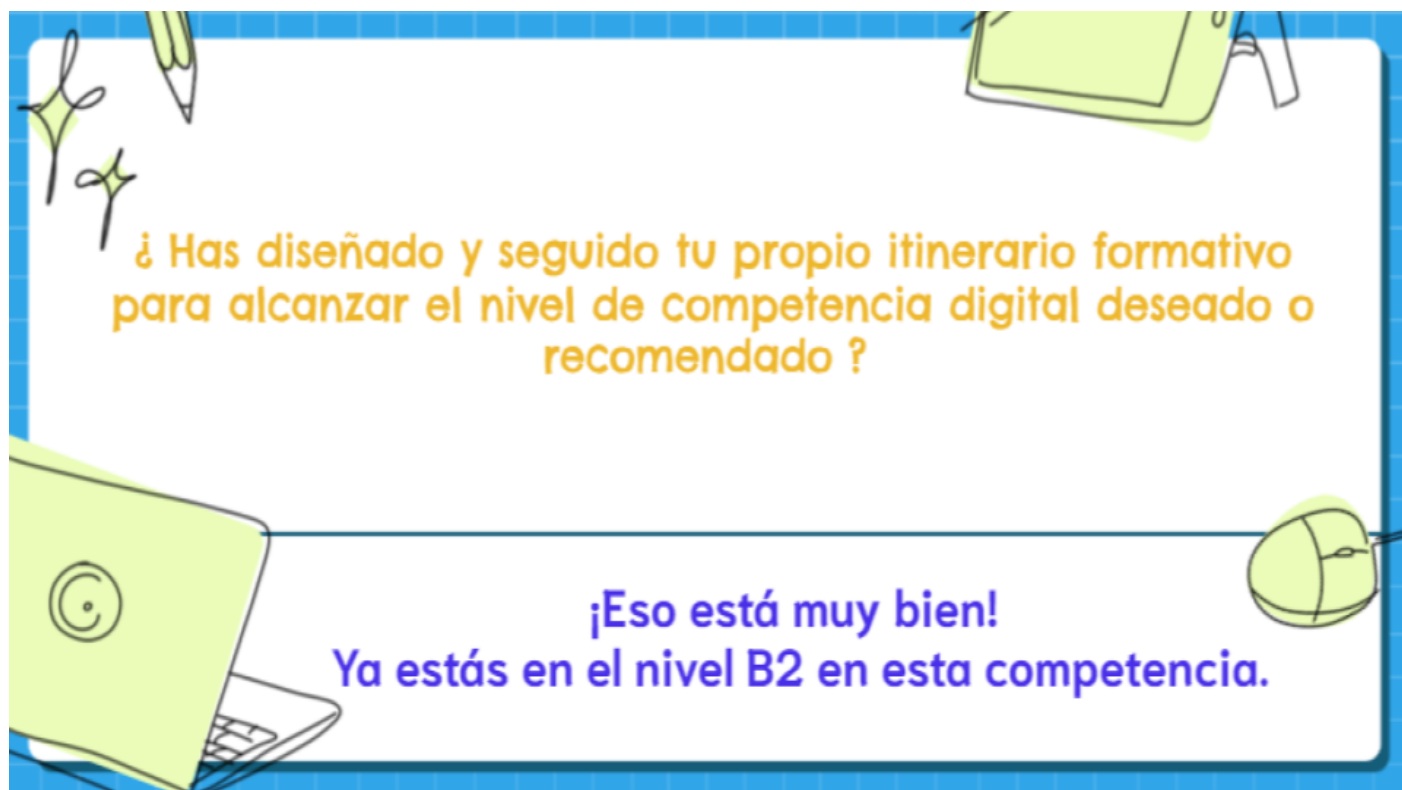 ¿ Has diseñado y seguido tu propio itinerario formativo
para alcanzar el nivel de competencia digital deseado o
recomendado ?
¡Eso está muy bien!
Ya estás en el nivel B2 en esta competencia.